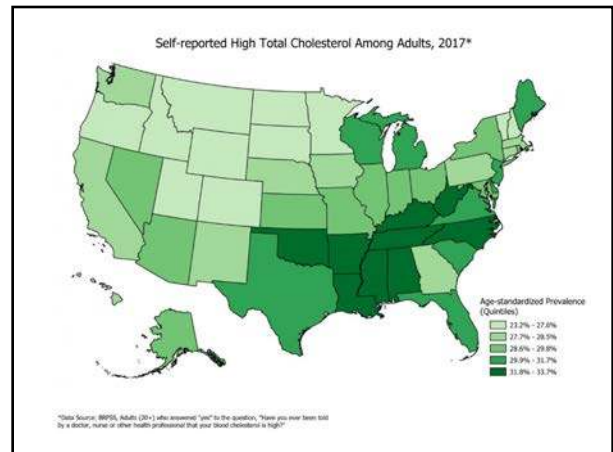 Self-reported High Total Cholesterol Among Adults, 2017*
Age-standardized Prevalence
(Quintiles)
23.2% - 27.6%
27.7% - 28.5%
28.6% - 29.8%
29.9% - 31.7%
31.8% - 33.7%
*Data Source: BRFSS, Adults (20+) who answered "yes" to the question, "Have you ever been told
by a doctor, nurse or other health professional that your blood cholesterol is high?"